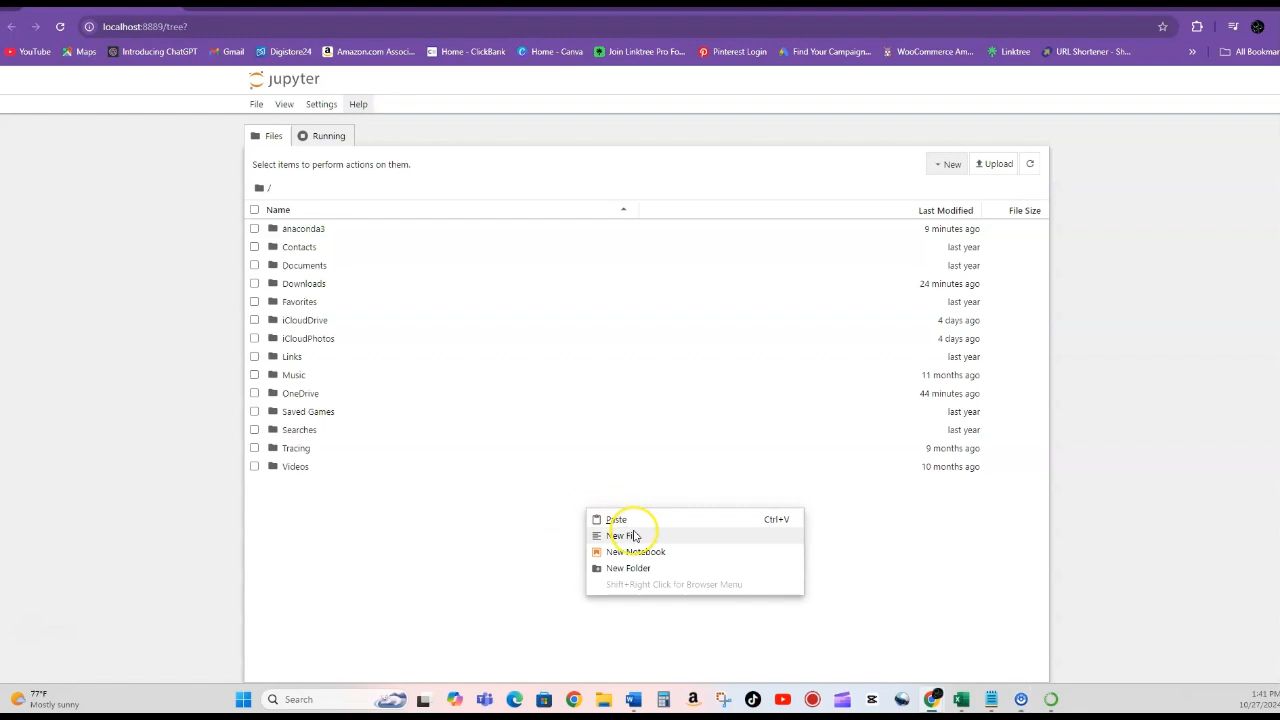 localhost:8889/tree?
YouTube Maps Introducing ChatGPT Gmail Digistore24 Amazon.com Associ... Home - ClickBank Home - Canva Join Linktree Pro Fo... Pinterest Login Find Your Campaign... WooCommerce Am... Linktree URL Shortener - Sh... » All Bookmar
jupyter
File View Settings Help
Files Running
Select items to perform actions on them.
New Upload
/
Name Last Modified File Size
anaconda3 9 minutes ago
Contacts last year
Documents last year
Downloads 24 minutes ago
Favorites last year
iCloudDrive 4 days ago
iCloudPhotos 4 days ago
Links last year
Music 11 months ago
OneDrive 44 minutes ago
Saved Games last year
Searches last year
Tracing 9 months ago
Videos 10 months ago
Paste Ctrl+V
New File
New Notebook
New Folder
Shift+Right Click for Browser Menu
77°F
Mostly sunny
Search
1:41 PM
10/27/2024